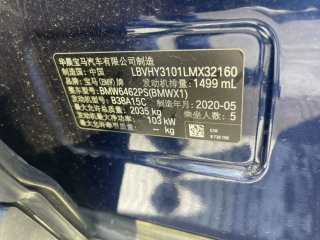 华晨宝马汽车有限公司制造
制造国:中国 LBVHY3101LMX32160
品牌:宝马(BMW)牌 发动机排量:1499 mL
整车型号:BMW6462PS(BMWX1)
发动机型号:B38A15C 制造年月:2020-05
最大允许总质量:2035 kg 乘坐人数:5
发动机最大净功率:103 kW
-- kg